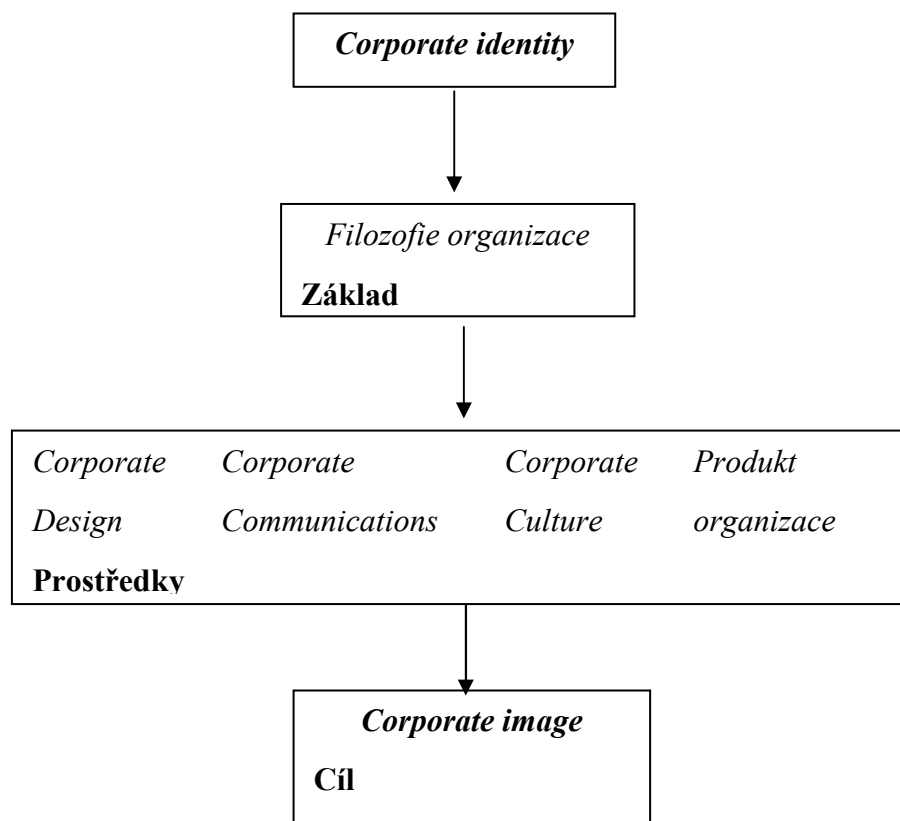 Corporate identity
Filozofie organizace
Základ
Corporate Corporate Corporate Produkt
Design Communications Culture organizace
Prostředky
Corporate image
Cíl